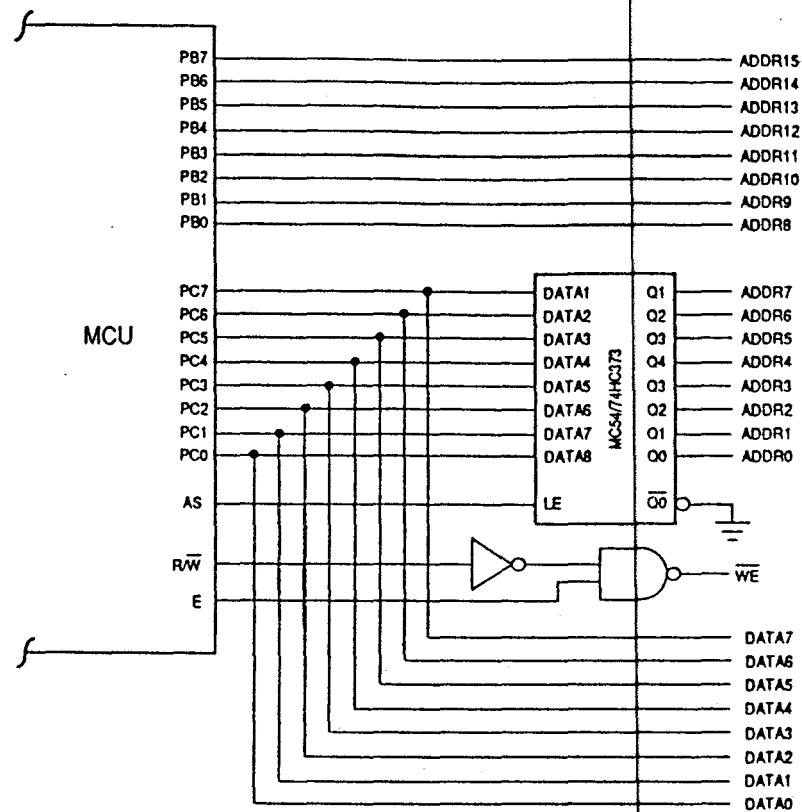 PB7 ADDR15
PB6 ADDR14
PB5 ADDR13
PB4 ADDR12
PB3 ADDR11
PB2 ADDR10
PB1 ADDR9
PB0 ADDR8
PC7 DATA1 Q1 ADDR7
PC6 DATA2 Q2 ADDR6
PC5 DATA3 Q3 ADDR5
MCU
PC4 DATA4 Q4 ADDR4
PC3 DATA5 Q3 ADDR3
PC2 DATA6 Q2 ADDR2
PC1 DATA7 Q1 ADDR1
PC0 DATA8 Q0 ADDR0
MC54/74HC373
AS LE Q0
R/W
WE
E
DATA7
DATA6
DATA5
DATA4
DATA3
DATA2
DATA1
DATA0